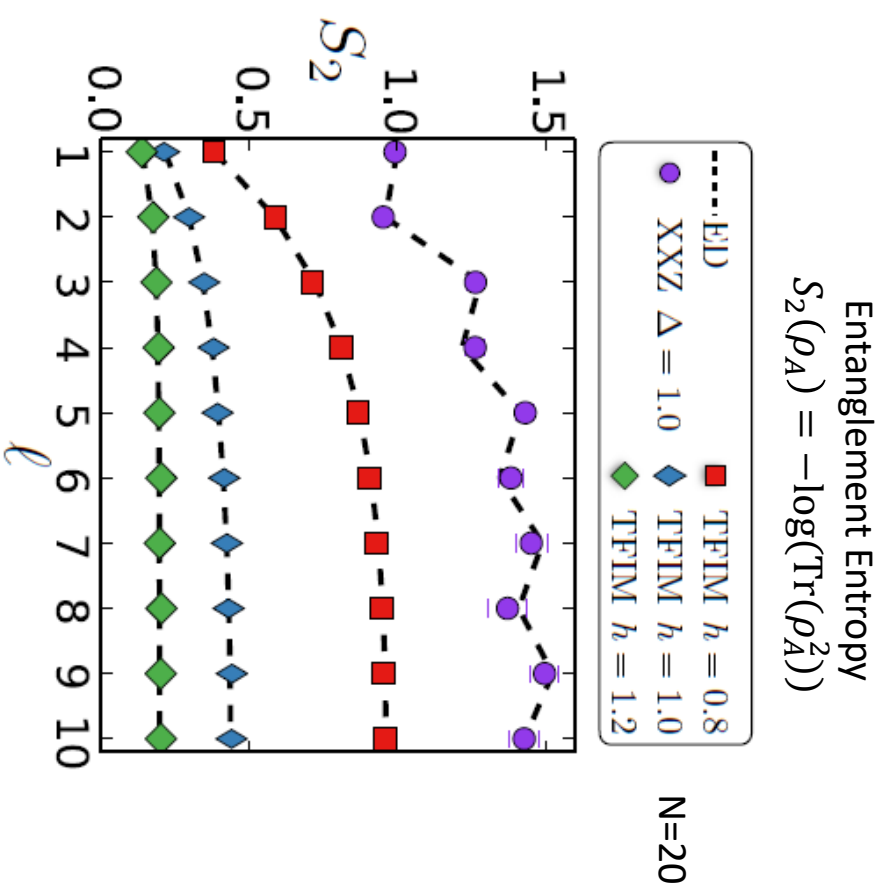 Entanglement Entropy
S₂(ρ_A) = −log(Tr(ρ_A²))
ED
XXZ Δ = 1.0
TFIM h = 0.8
TFIM h = 1.0
TFIM h = 1.2
N=20
S₂
1.5
1.0
0.5
0.0
1 2 3 4 5 6 7 8 9 10
ℓ